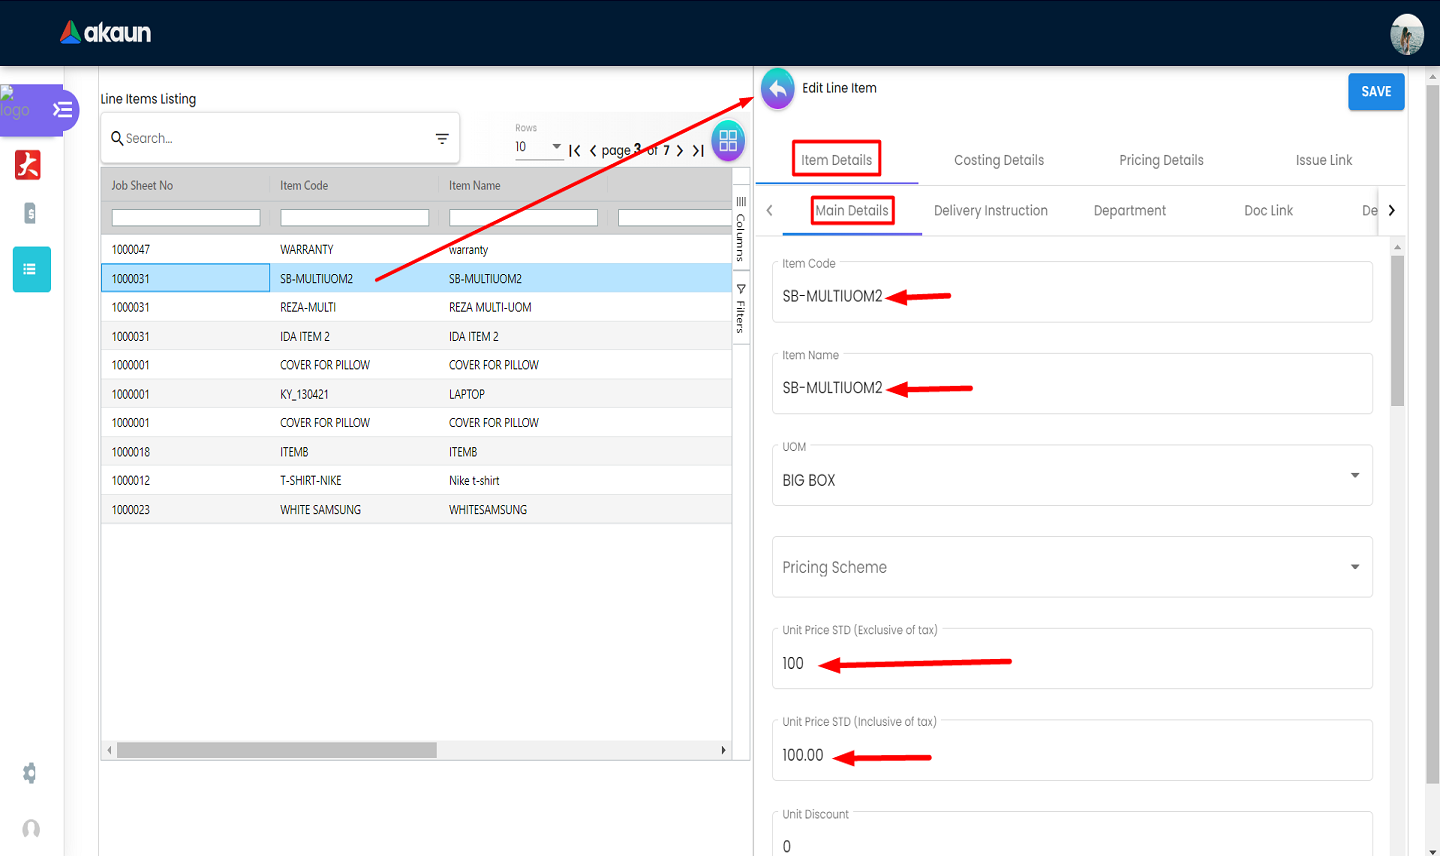 akaun
logo
Line Items Listing
Search...
Rows
10
page 3 of 7
Job Sheet No Item Code Item Name
1000047 WARRANTY warranty
1000031 SB-MULTIUOM2 SB-MULTIUOM2
1000031 REZA-MULTI REZA MULTI-UOM
1000031 IDA ITEM 2 IDA ITEM 2
1000001 COVER FOR PILLOW COVER FOR PILLOW
1000001 KY_130421 LAPTOP
1000001 COVER FOR PILLOW COVER FOR PILLOW
1000018 ITEMB ITEMB
1000012 T-SHIRT-NIKE Nike t-shirt
1000023 WHITE SAMSUNG WHITESAMSUNG
Columns
Filters
Edit Line Item
SAVE
Item Details Costing Details Pricing Details Issue Link
Main Details Delivery Instruction Department Doc Link De
Item Code
SB-MULTIUOM2
Item Name
SB-MULTIUOM2
UOM
BIG BOX
Pricing Scheme
Unit Price STD (Exclusive of tax)
100
Unit Price STD (Inclusive of tax)
100.00
Unit Discount
0